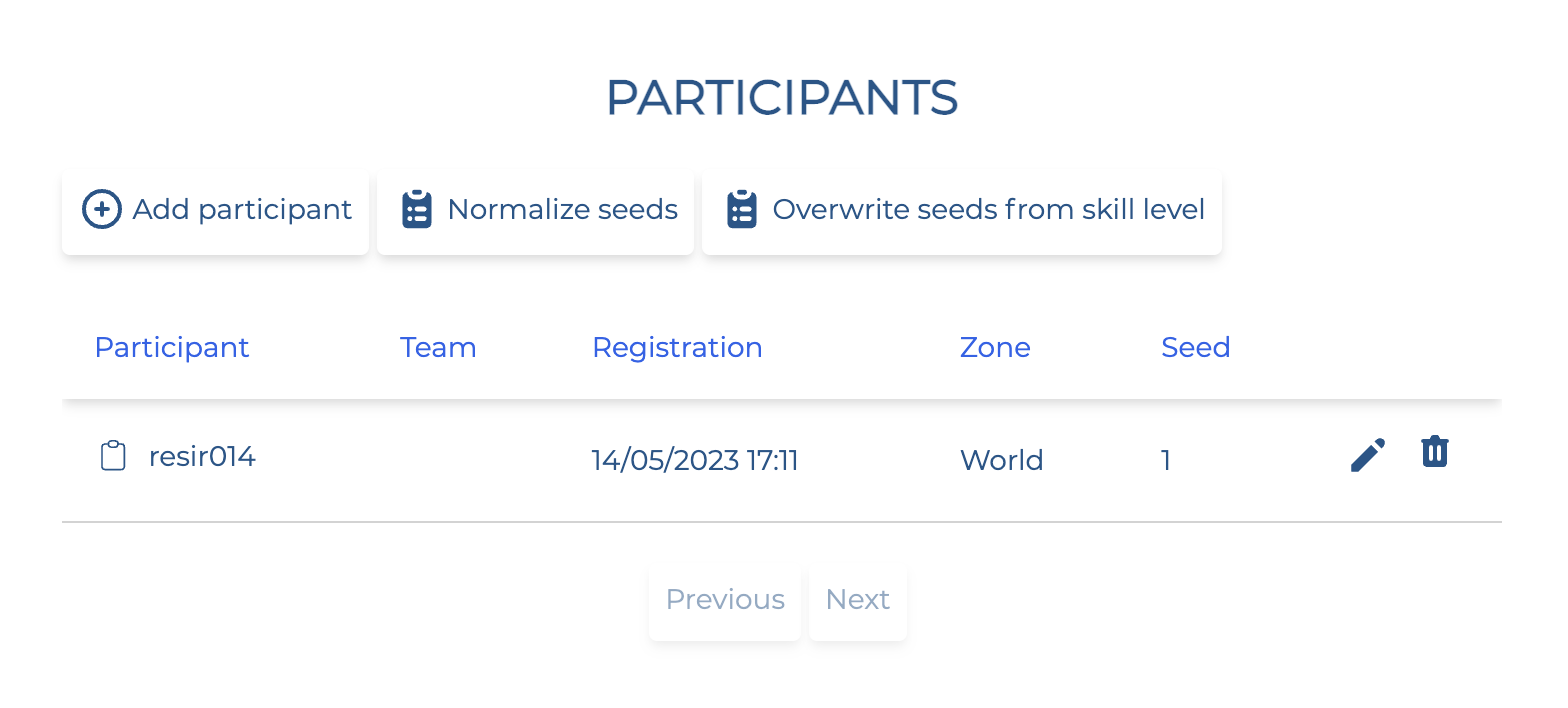 PARTICIPANTS
Add participant Normalize seeds Overwrite seeds from skill level
Participant Team Registration Zone Seed
resir014 14/05/2023 17:11 World 1
Previous Next